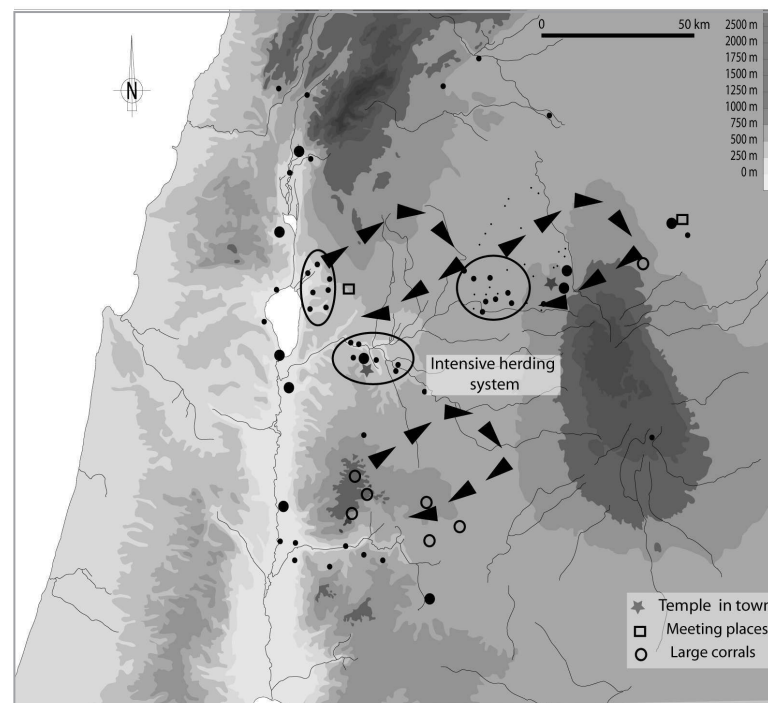 0 50 km
2500 m
2000 m
1750 m
1500 m
1250 m
1000 m
750 m
500 m
250 m
0 m
N
Intensive herding
system
Temple in town
Meeting places
Large corrals